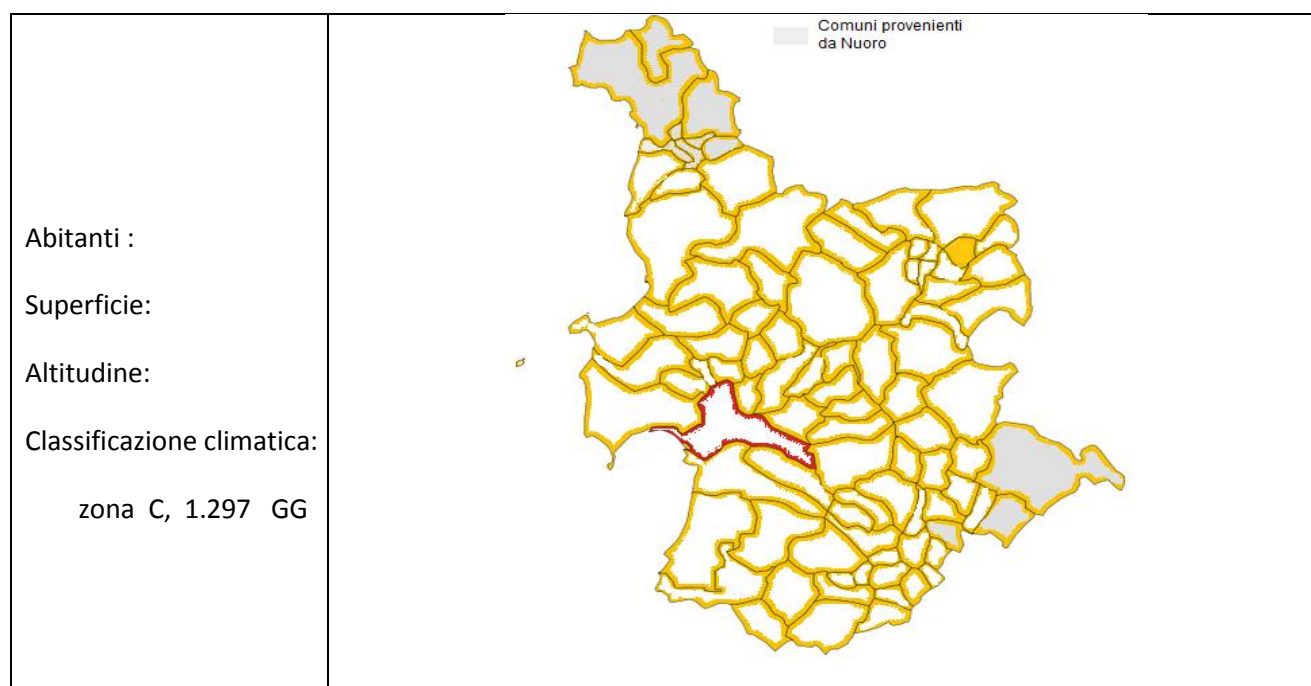 Comuni provenienti
da Nuoro
Abitanti :
Superficie:
Altitudine:
Classificazione climatica:
zona C, 1.297 GG